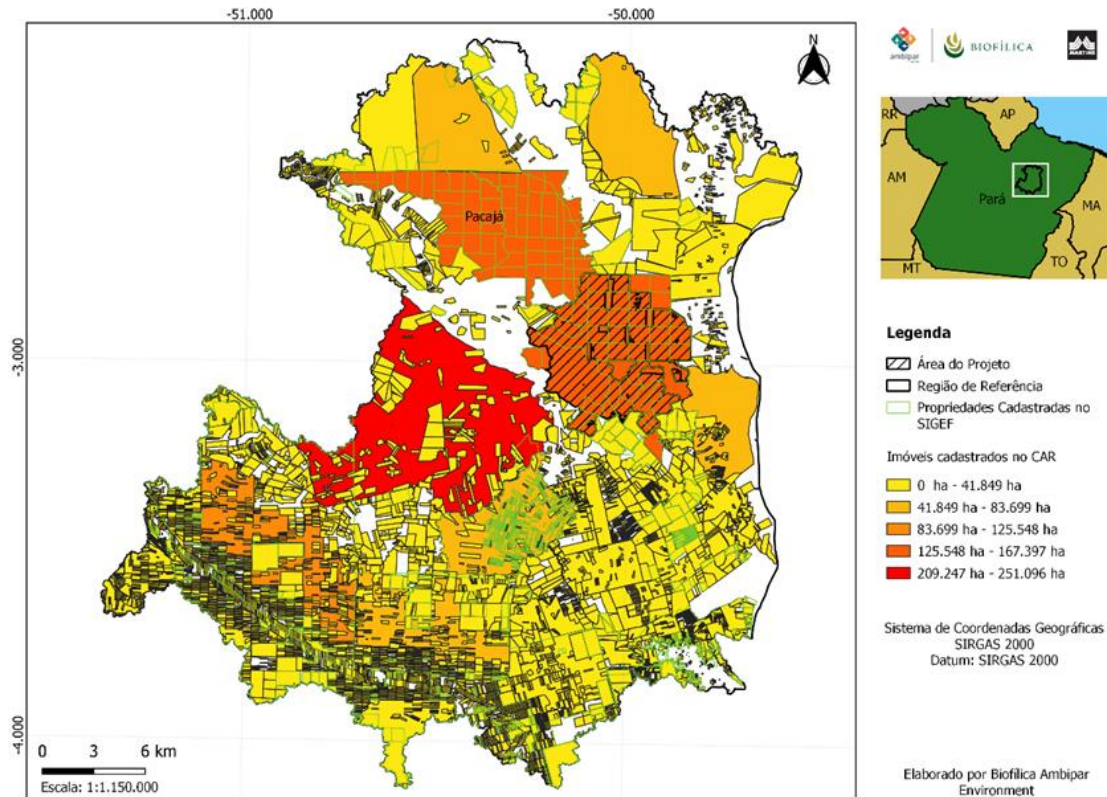 -51.000
-50.000
N
Pacajá
-3.000
-4.000
0 3 6 km
Escala: 1:1.150.000
ambipar
BIOFÍLICA
MARTINS
RR
AP
AM
Pará
MA
MT
TO
Legenda
Área do Projeto
Região de Referência
Propriedades Cadastradas no
SIGEF
Imóveis cadastrados no CAR
0 ha - 41.849 ha
41.849 ha - 83.699 ha
83.699 ha - 125.548 ha
125.548 ha - 167.397 ha
209.247 ha - 251.096 ha
Sistema de Coordenadas Geográficas
SIRGAS 2000
Datum: SIRGAS 2000
Elaborado por Biofílica Ambipar
Environment